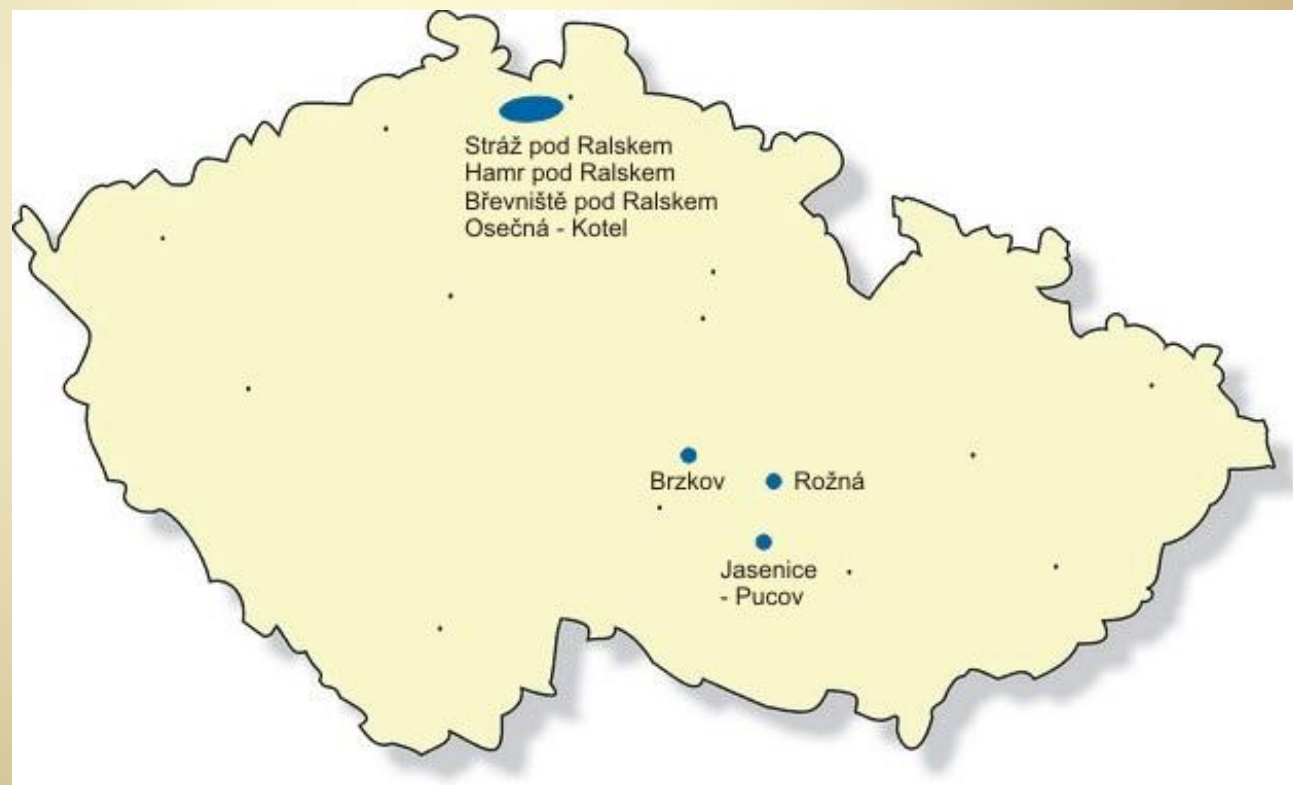 Stráž pod Ralskem
Hamr pod Ralskem
Břevniště pod Ralskem
Osečná - Kotel
Brzkov
Rožná
Jasenice
- Pucov